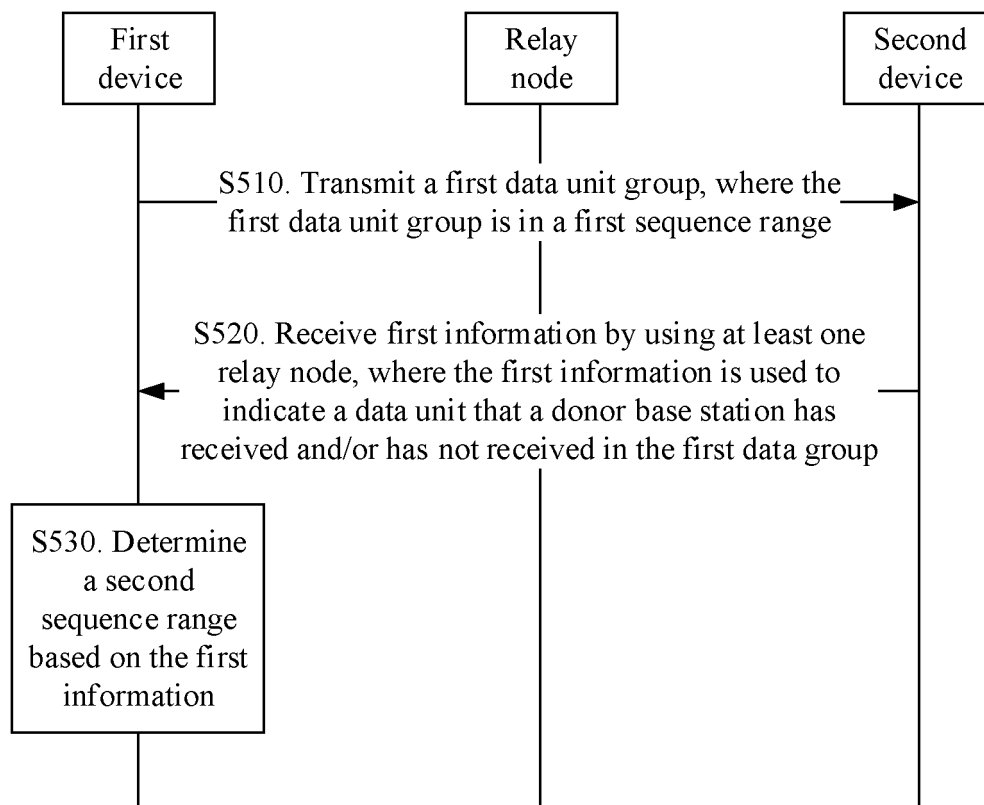 First
device
Relay
node
Second
device
S510. Transmit a first data unit group, where the
first data unit group is in a first sequence range
S520. Receive first information by using at least one
relay node, where the first information is used to
indicate a data unit that a donor base station has
received and/or has not received in the first data group
S530. Determine
a second
sequence range
based on the first
information